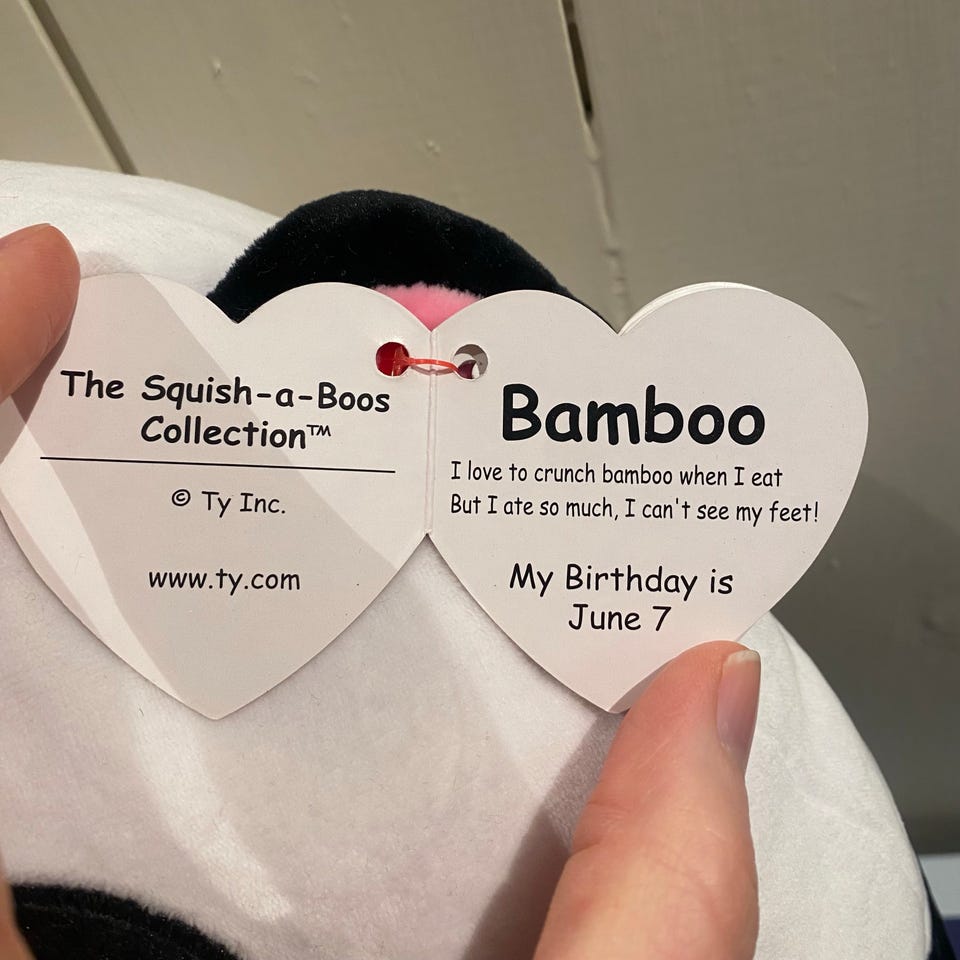 The Squish-a-Boos
Collection™
© Ty Inc.
www.ty.com
Bamboo
I love to crunch bamboo when I eat
But I ate so much, I can't see my feet!
My Birthday is
June 7